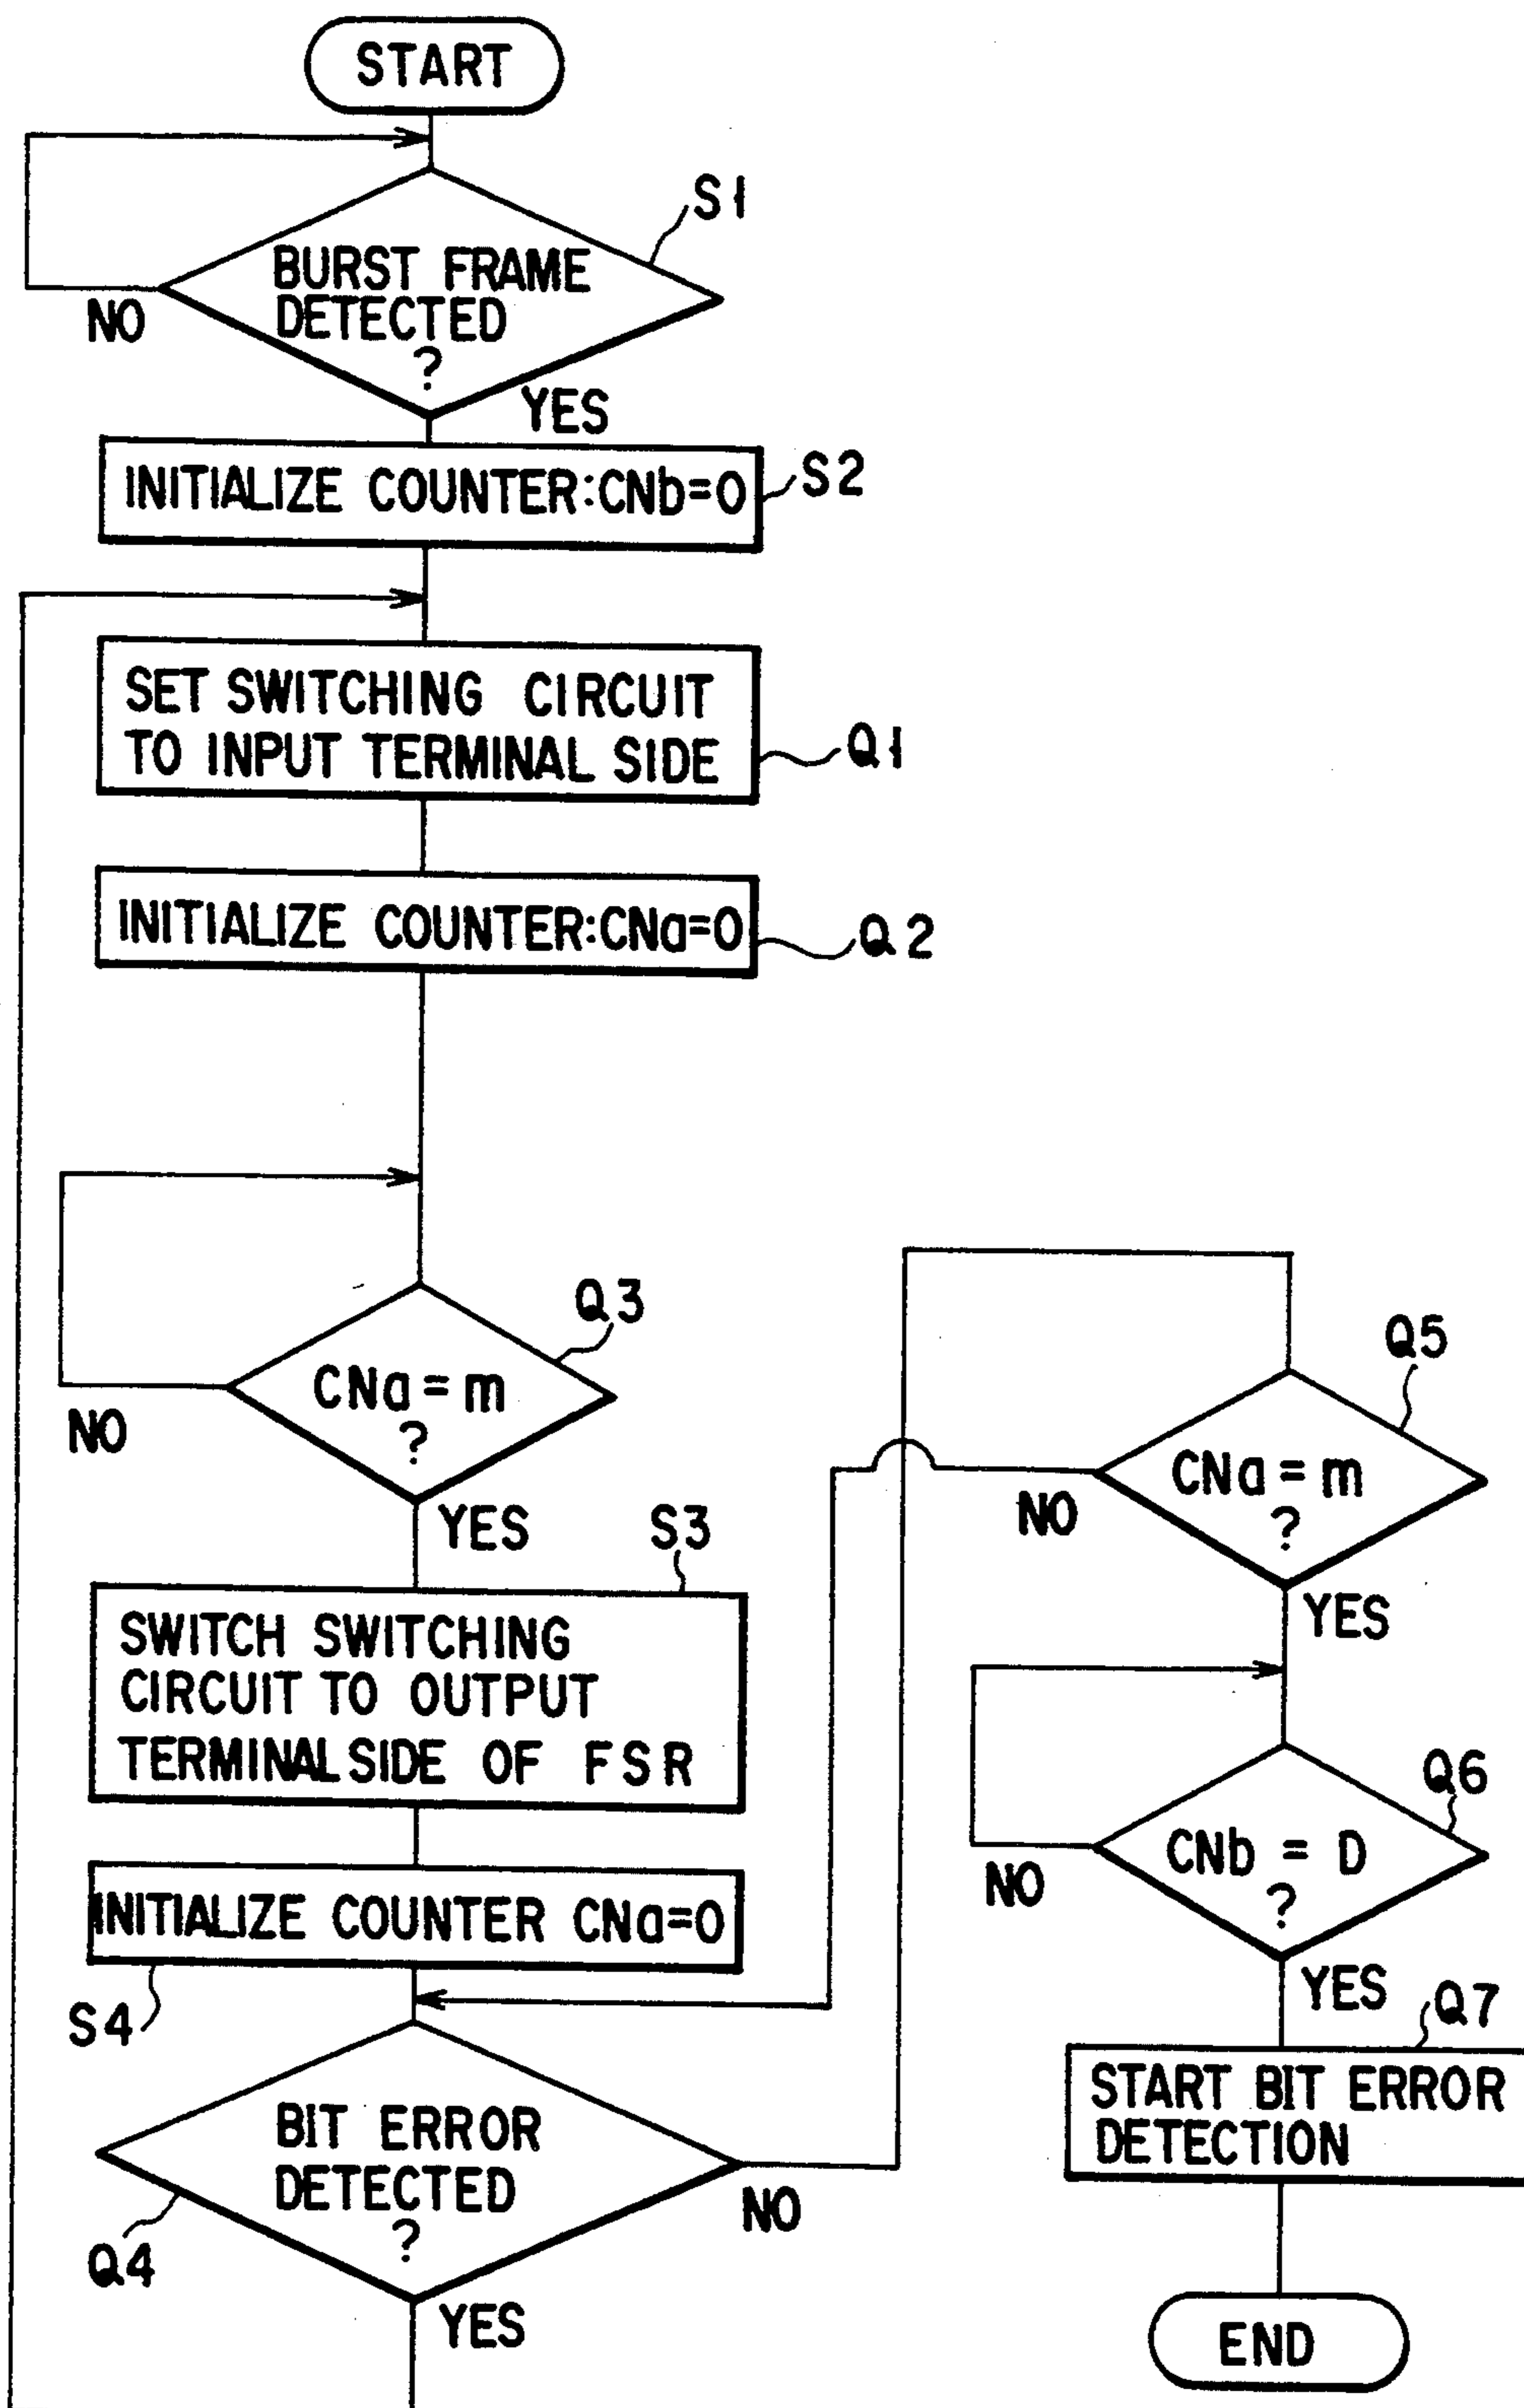 START
S1
BURST FRAME
DETECTED
?
NO
YES
INITIALIZE COUNTER:CNb=0
S2
SET SWITCHING CIRCUIT
TO INPUT TERMINAL SIDE
Q1
INITIALIZE COUNTER:CNa=0
Q2
Q3
CNa=m
?
NO
YES
S3
SWITCH SWITCHING
CIRCUIT TO OUTPUT
TERMINAL SIDE OF FSR
INITIALIZE COUNTER CNa=0
S4
BIT ERROR
DETECTED
?
Q4
NO
YES
Q5
CNa=m
?
NO
YES
Q6
CNb = D
?
NO
YES
Q7
START BIT ERROR
DETECTION
END